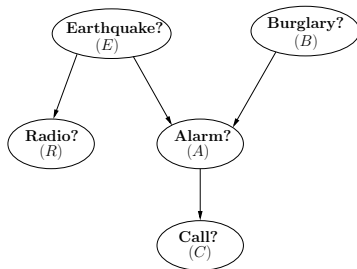 Earthquake?
(E)
Burglary?
(B)
Radio?
(R)
Alarm?
(A)
Call?
(C)